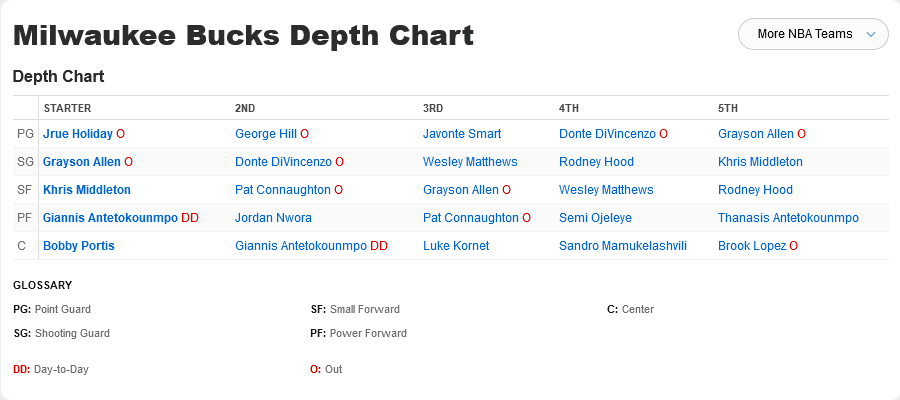 Milwaukee Bucks Depth Chart
More NBA Teams
Depth Chart
STARTER 2ND 3RD 4TH 5TH
PG Jrue Holiday O George Hill O Javonte Smart Donte DiVincenzo O Grayson Allen O
SG Grayson Allen O Donte DiVincenzo O Wesley Matthews Rodney Hood Khris Middleton
SF Khris Middleton Pat Connaughton O Grayson Allen O Wesley Matthews Rodney Hood
PF Giannis Antetokounmpo DD Jordan Nwora Pat Connaughton O Semi Ojeleye Thanasis Antetokounmpo
C Bobby Portis Giannis Antetokounmpo DD Luke Kornet Sandro Mamukelashvili Brook Lopez O
GLOSSARY
PG: Point Guard SF: Small Forward C: Center
SG: Shooting Guard PF: Power Forward
DD: Day-to-Day O: Out